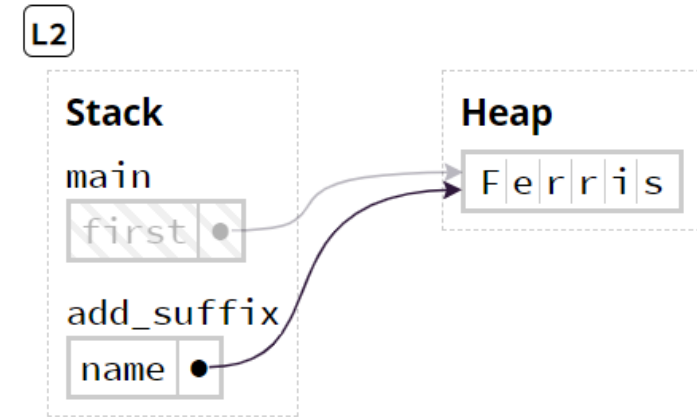 L2
Stack
Heap
main
first
Ferris
add_suffix
name